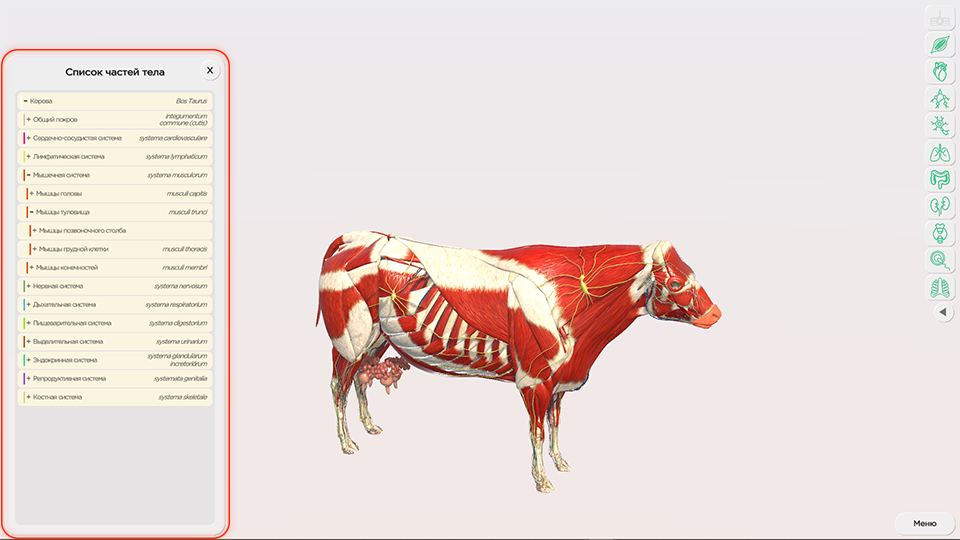 Список частей тела
X
- Корова Bos Taurus
+ Общий покров integumentum
commune (cutis)
+ Сердечно-сосудистая система systema cardiovasculare
+ Лимфатическая система systema lymphaticum
- Мышечная система systema musculorum
+ Мышцы головы musculi capitis
- Мышцы туловища musculi trunci
+ Мышцы позвоночного столба
+ Мышцы грудной клетки musculi thoracis
+ Мышцы конечностей musculi membri
+ Нервная система systema nervosum
+ Дыхательная система systema respiratorium
+ Пищеварительная система systema digestorium
+ Выделительная система systema urinarium
+ Эндокринная система systema glandularum
incretoriōrum
+ Репродуктивная система systemata genitalia
+ Костная система systema skeletale
Меню